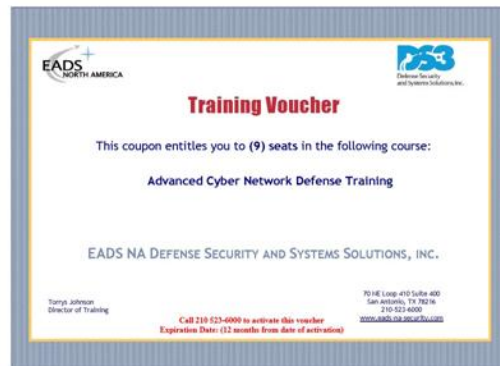 EADS
NORTH AMERICA
DS3
Defense Security
and Systems Solutions, Inc.
Training Voucher
This coupon entitles you to (9) seats in the following course:
Advanced Cyber Network Defense Training
EADS NA DEFENSE SECURITY AND SYSTEMS SOLUTIONS, INC.
Torrys Johnson
Director of Training
Call 210 523-6000 to activate this voucher
Expiration Date: (12 months from date of activation)
70 NE Loop 410 Suite 400
San Antonio, TX 78216
210-523-6000
www.eads-na-security.com